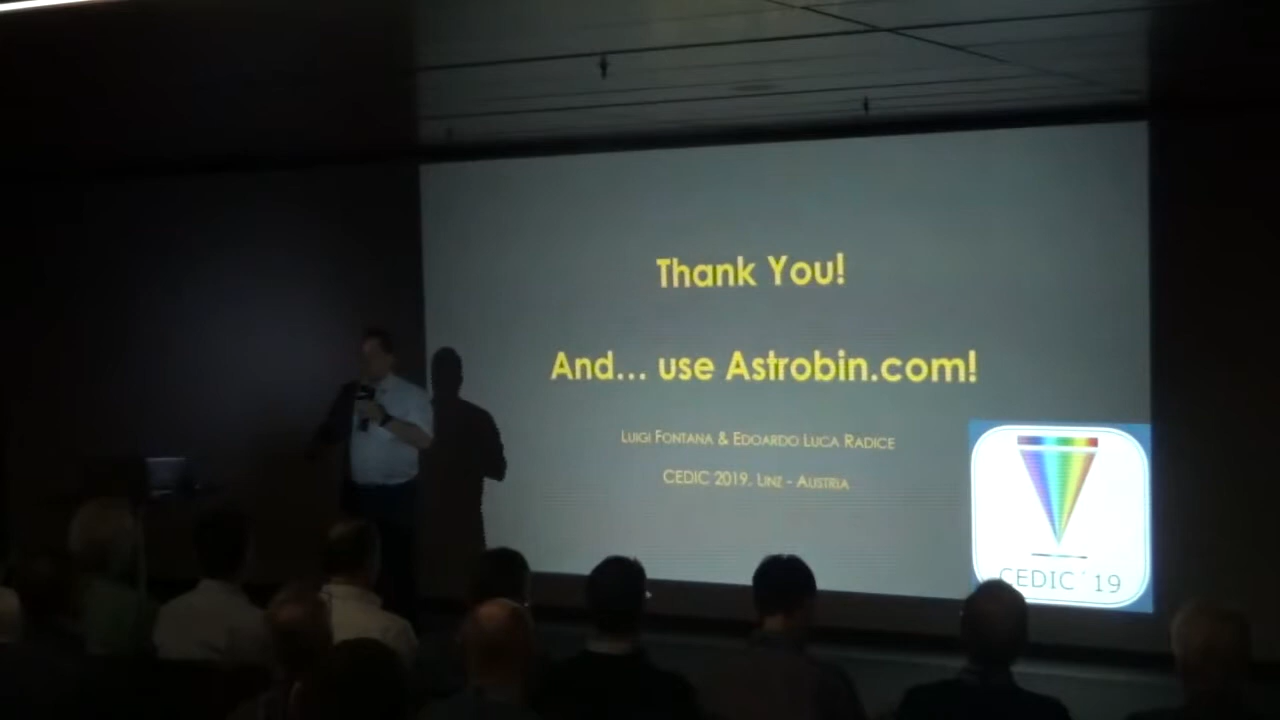 Thank You!
And... use Astrobin.com!
Luigi Fontana & Edoardo Luca Radice
CEDIC 2019, Linz - Austria
CEDIC´19